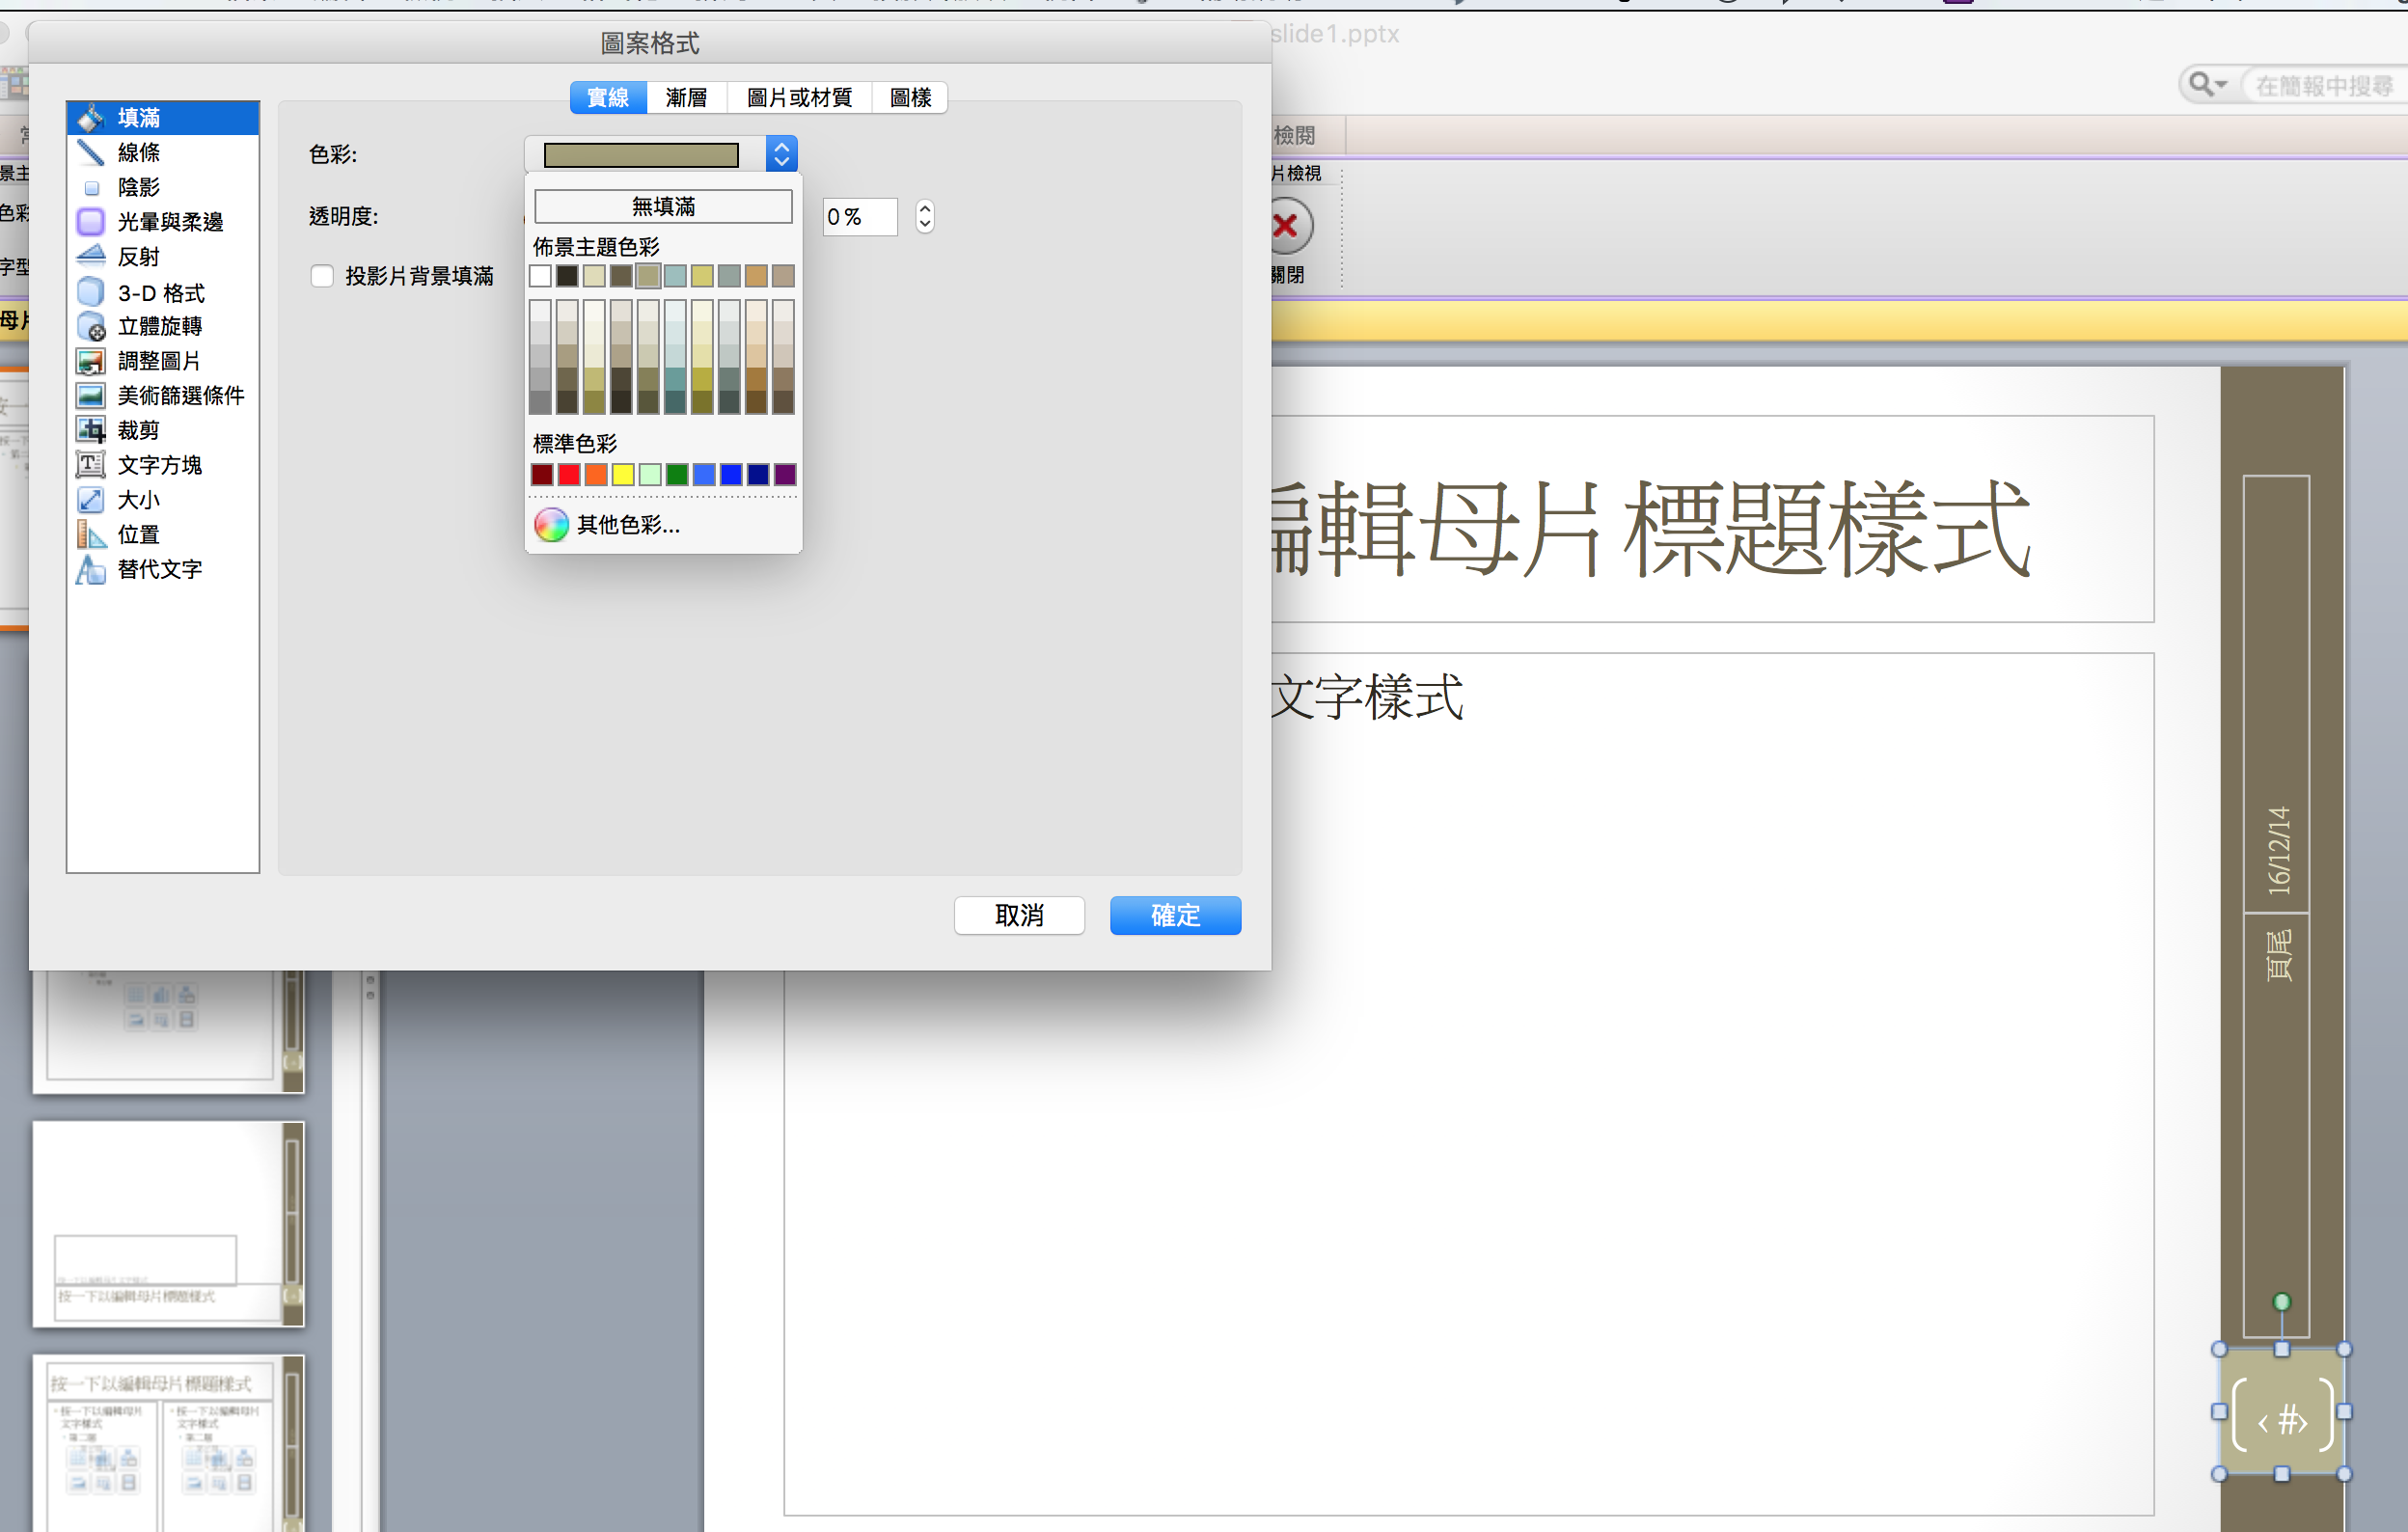 圖案格式
slide1.pptx
在簡報中搜尋
實線
漸層
圖片或材質
圖樣
填滿
線條
陰影
光暈與柔邊
反射
3-D 格式
立體旋轉
調整圖片
美術篩選條件
裁剪
文字方塊
大小
位置
替代文字
色彩:
透明度:
0 %
投影片背景填滿
無填滿
佈景主題色彩
標準色彩
其他色彩...
取消
確定
檢閱
片檢視
關閉
編輯母片標題樣式
文字樣式
16/12/14
頁尾
‹#›
按一下以編輯母片標題樣式
按一下以編輯母片標題樣式
・按一下以編輯母片
文字樣式
・第二層
・按一下以編輯母片
文字樣式
・第二層